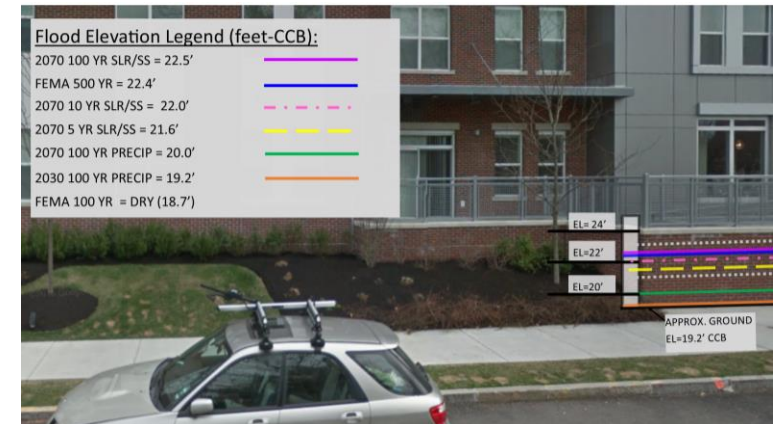 Flood Elevation Legend (feet-CCB):
2070 100 YR SLR/SS = 22.5’
FEMA 500 YR = 22.4’
2070 10 YR SLR/SS = 22.0’
2070 5 YR SLR/SS = 21.6’
2070 100 YR PRECIP = 20.0’
2030 100 YR PRECIP = 19.2’
FEMA 100 YR = DRY (18.7’)
EL= 24’
EL=22’
EL=20’
APPROX. GROUND
EL=19.2’ CCB